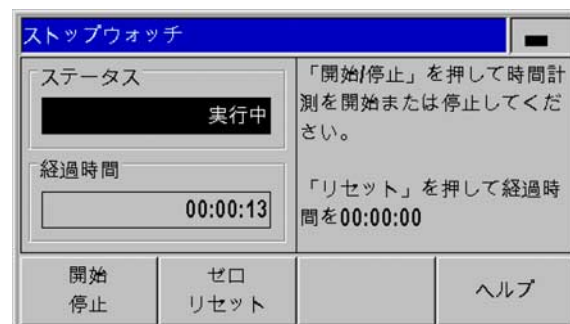 ストップウォッチ
ステータス
実行中
経過時間
00:00:13
「開始/停止」を押して時間計
測を開始または停止してくだ
さい。
「リセット」を押して経過時
間を00:00:00
開始
停止
ゼロ
リセット
ヘルプ